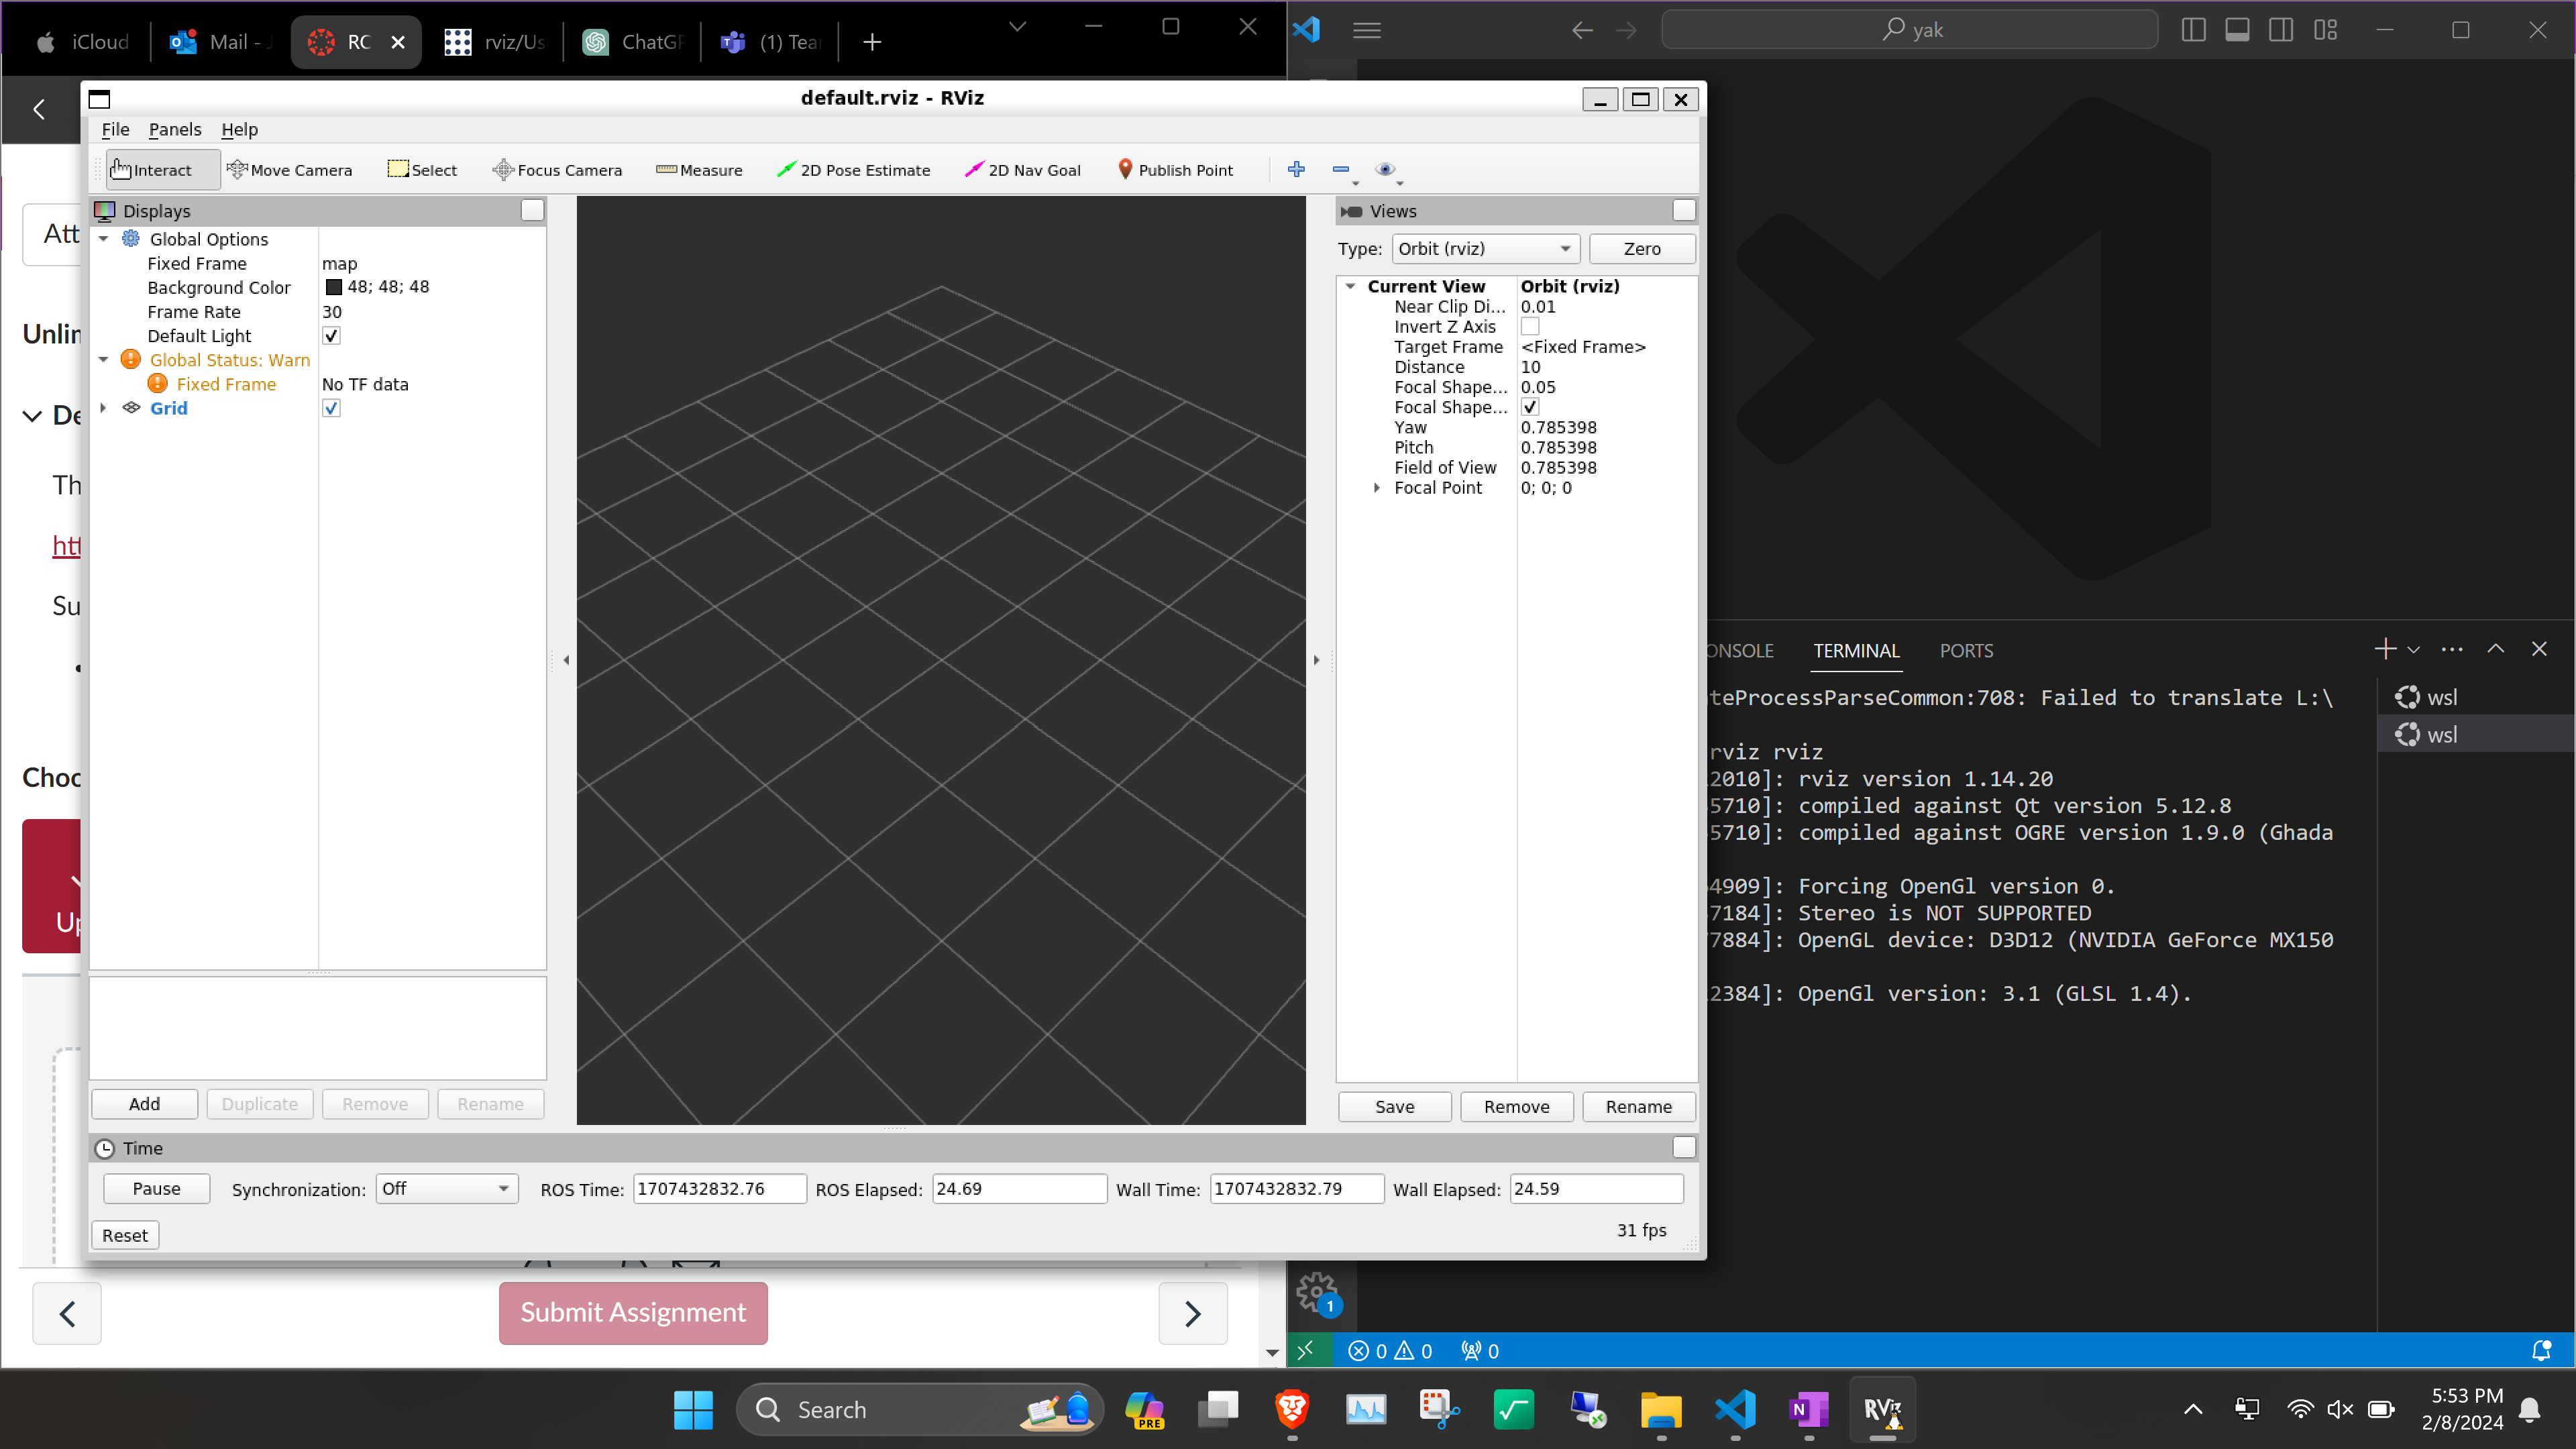 iCloud
Mail -
RC
rviz/Us
ChatGP
(1) Tea
yak
default.rviz - RViz
File Panels Help
Interact Move Camera Select Focus Camera Measure 2D Pose Estimate 2D Nav Goal Publish Point
Displays
Global Options
Fixed Frame map
Background Color 48; 48; 48
Frame Rate 30
Default Light
Global Status: Warn
Fixed Frame No TF data
Grid
Add Duplicate Remove Rename
Views
Type: Orbit (rviz) Zero
Current View Orbit (rviz)
Near Clip Di... 0.01
Invert Z Axis
Target Frame <Fixed Frame>
Distance 10
Focal Shape... 0.05
Focal Shape...
Yaw 0.785398
Pitch 0.785398
Field of View 0.785398
Focal Point 0; 0; 0
Save Remove Rename
Time
Pause Synchronization: Off ROS Time: 1707432832.76 ROS Elapsed: 24.69 Wall Time: 1707432832.79 Wall Elapsed: 24.59
Reset 31 fps
Att
Unlim
De
Th
htt
Su
Choo
Up
Submit Assignment
ONSOLE TERMINAL PORTS
teProcessParseCommon:708: Failed to translate L:\
rviz rviz
2010]: rviz version 1.14.20
5710]: compiled against Qt version 5.12.8
5710]: compiled against OGRE version 1.9.0 (Ghada
4909]: Forcing OpenGl version 0.
7184]: Stereo is NOT SUPPORTED
7884]: OpenGL device: D3D12 (NVIDIA GeForce MX150
2384]: OpenGl version: 3.1 (GLSL 1.4).
wsl
wsl
1
0 0 0
Search
PRE
N
RViz
5:53 PM
2/8/2024